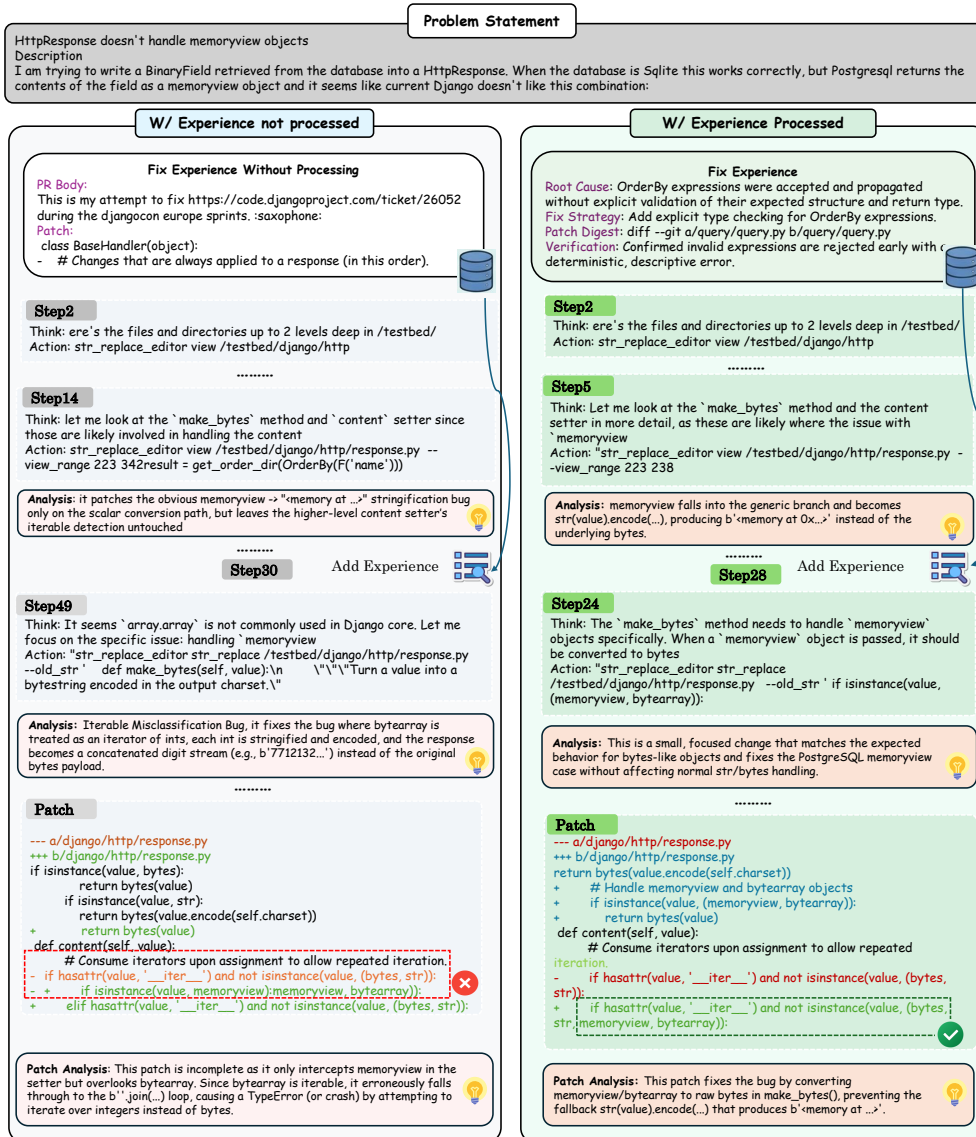 Problem Statement
HttpResponse doesn't handle memoryview objects
Description
I am trying to write a BinaryField retrieved from the database into a HttpResponse. When the database is Sqlite this works correctly, but Postgresql returns the
contents of the field as a memoryview object and it seems like current Django doesn't like this combination:
W/ Experience not processed
Fix Experience Without Processing
PR Body:
This is my attempt to fix https://code.djangoproject.com/ticket/26052
during the djangocon europe sprints. :saxophone:
Patch:
class BaseHandler(object):
-    # Changes that are always applied to a response (in this order).
Step2
Think: ere's the files and directories up to 2 levels deep in /testbed/
Action: str_replace_editor view /testbed/django/http
.........
Step14
Think: let me look at the `make_bytes` method and `content` setter since
those are likely involved in handling the content
Action: str_replace_editor view /testbed/django/http/response.py  --
view_range 223 342result = get_order_dir(OrderBy(F('name')))
Analysis: it patches the obvious memoryview -> "<memory at ...>" stringification bug
only on the scalar conversion path, but leaves the higher-level content setter's
iterable detection untouched
.........
Step30
Add Experience
Step49
Think: It seems `array.array` is not commonly used in Django core. Let me
focus on the specific issue: handling `memoryview
Action: "str_replace_editor str_replace /testbed/django/http/response.py
--old_str '    def make_bytes(self, value):\n        \"\"\"Turn a value into a
bytestring encoded in the output charset.\"
Analysis: Iterable Misclassification Bug, it fixes the bug where bytearray is
treated as an iterator of ints, each int is stringified and encoded, and the response
becomes a concatenated digit stream (e.g., b'7712132...') instead of the original
bytes payload.
.........
Patch
--- a/django/http/response.py
+++ b/django/http/response.py
if isinstance(value, bytes):
return bytes(value)
if isinstance(value, str):
return bytes(value.encode(self.charset))
+        return bytes(value)
def content(self, value):
# Consume iterators upon assignment to allow repeated iteration.
-  if hasattr(value, '__iter__') and not isinstance(value, (bytes, str)):
-  +      if isinstance(value, memoryview):memoryview, bytearray)):
+      elif hasattr(value, '__iter__') and not isinstance(value, (bytes, str)):
Patch Analysis: This patch is incomplete as it only intercepts memoryview in the
setter but overlooks bytearray. Since bytearray is iterable, it erroneously falls
through to the b''.join(...) loop, causing a TypeError (or crash) by attempting to
iterate over integers instead of bytes.
W/ Experience Processed
Fix Experience
Root Cause: OrderBy expressions were accepted and propagated
without explicit validation of their expected structure and return type.
Fix Strategy: Add explicit type checking for OrderBy expressions.
Patch Digest: diff --git a/query/query.py b/query/query.py
Verification: Confirmed invalid expressions are rejected early with
deterministic, descriptive error.
Step2
Think: ere's the files and directories up to 2 levels deep in /testbed/
Action: str_replace_editor view /testbed/django/http
.........
Step5
Think: Let me look at the `make_bytes` method and the content
setter in more detail, as these are likely where the issue with
`memoryview
Action: "str_replace_editor view /testbed/django/http/response.py  -
-view_range 223 238
Analysis: memoryview falls into the generic branch and becomes
str(value).encode(...), producing b'<memory at 0x...>' instead of the
underlying bytes.
.........
Step28
Add Experience
Step24
Think: The `make_bytes` method needs to handle `memoryview`
objects specifically. When a `memoryview` object is passed, it should
be converted to bytes
Action: "str_replace_editor str_replace
/testbed/django/http/response.py   --old_str ' if isinstance(value,
(memoryview, bytearray)):
Analysis: This is a small, focused change that matches the expected
behavior for bytes-like objects and fixes the PostgreSQL memoryview
case without affecting normal str/bytes handling.
.........
Patch
--- a/django/http/response.py
+++ b/django/http/response.py
return bytes(value.encode(self.charset))
+      # Handle memoryview and bytearray objects
+      if isinstance(value, (memoryview, bytearray)):
+        return bytes(value)
def content(self, value):
# Consume iterators upon assignment to allow repeated
iteration.
-      if hasattr(value, '__iter__') and not isinstance(value, (bytes,
str)):
+      if hasattr(value, '__iter__') and not isinstance(value, (bytes,
str, memoryview, bytearray)):
Patch Analysis: This patch fixes the bug by converting
memoryview/bytearray to raw bytes in make_bytes(), preventing the
fallback str(value).encode(...) that produces b'<memory at ...>'.